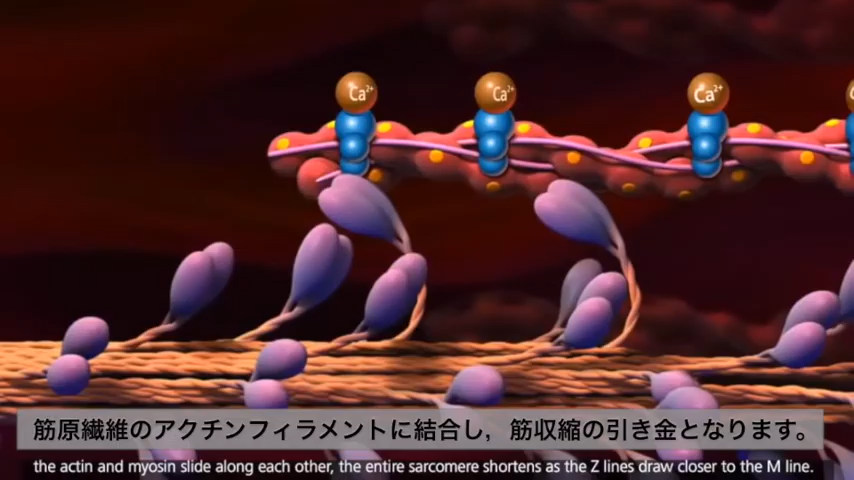 Ca²⁺
Ca²⁺
Ca²⁺
筋原繊維のアクチンフィラメントに結合し，筋収縮の引き金となります。
the actin and myosin slide along each other, the entire sarcomere shortens as the Z lines draw closer to the M line.